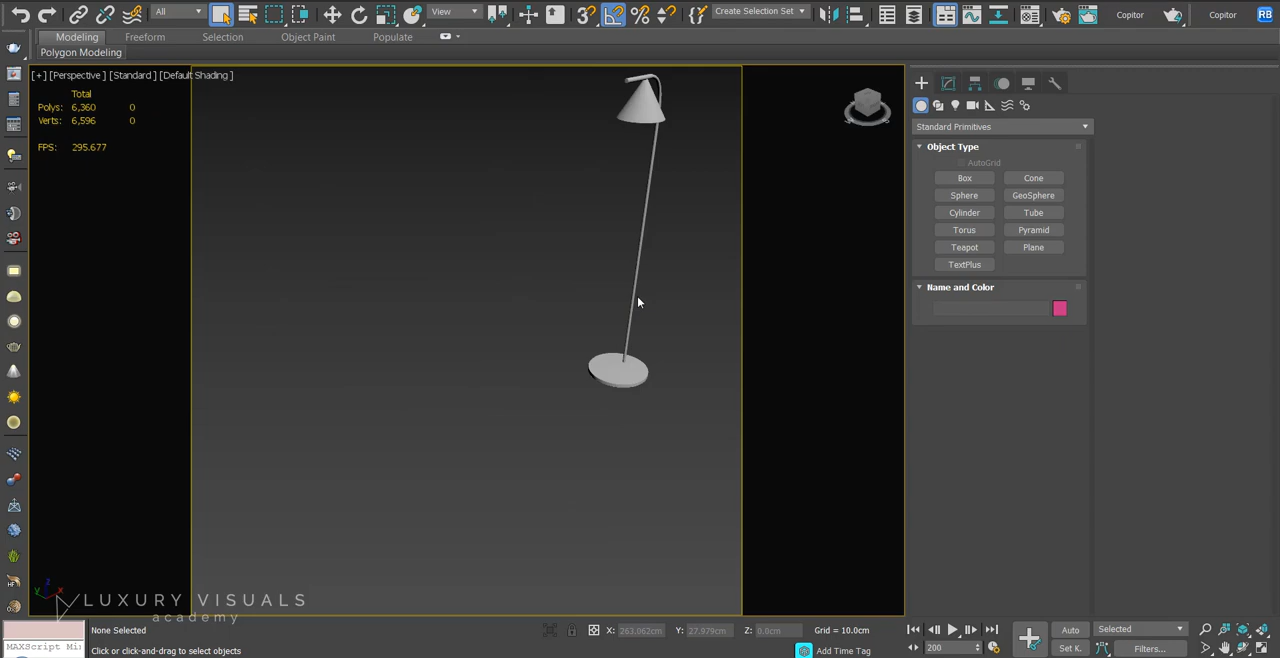 All
View
Create Selection Set
Copitor
Copitor
RB
Modeling
Freeform
Selection
Object Paint
Populate
Polygon Modeling
[+] [Perspective ] [Standard ] [Default Shading ]
Total
Polys: 6,360 0
Verts: 6,596 0
FPS: 295.677
Standard Primitives
Object Type
AutoGrid
Box Cone
Sphere GeoSphere
Cylinder Tube
Torus Pyramid
Teapot Plane
TextPlus
Name and Color
LUXURY VISUALS
academy
None Selected
X: 263.062cm Y: 27.979cm Z: 0.0cm Grid = 10.0cm
Auto
Selected
MAXScript Mi
Click or click-and-drag to select objects
Add Time Tag
200
Set K.
Filters...